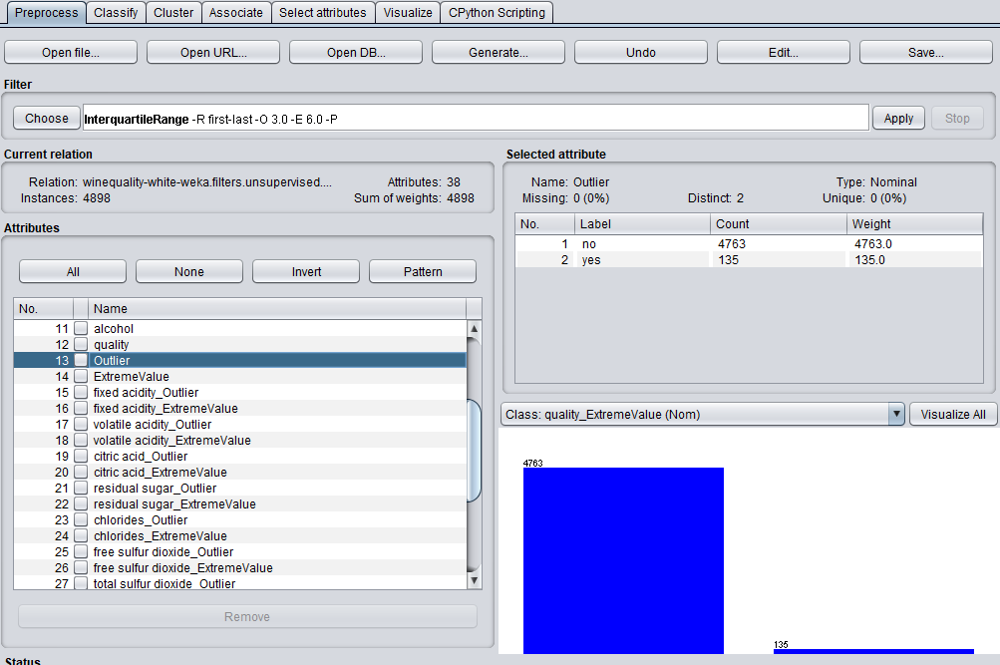 Preprocess Classify Cluster Associate Select attributes Visualize CPython Scripting
Open file... Open URL... Open DB... Generate... Undo Edit... Save...
Filter
Choose InterquartileRange -R first-last -O 3.0 -E 6.0 -P Apply Stop
Current relation
Relation: winequality-white-weka.filters.unsupervised.... Attributes: 38
Instances: 4898 Sum of weights: 4898
Attributes
All None Invert Pattern
No. Name
11 alcohol
12 quality
13 Outlier
14 ExtremeValue
15 fixed acidity_Outlier
16 fixed acidity_ExtremeValue
17 volatile acidity_Outlier
18 volatile acidity_ExtremeValue
19 citric acid_Outlier
20 citric acid_ExtremeValue
21 residual sugar_Outlier
22 residual sugar_ExtremeValue
23 chlorides_Outlier
24 chlorides_ExtremeValue
25 free sulfur dioxide_Outlier
26 free sulfur dioxide_ExtremeValue
27 total sulfur dioxide_Outlier
Remove
Status
Selected attribute
Name: Outlier Type: Nominal
Missing: 0 (0%) Distinct: 2 Unique: 0 (0%)
No. Label Count Weight
1 no 4763 4763.0
2 yes 135 135.0
Class: quality_ExtremeValue (Nom) Visualize All
4763
135